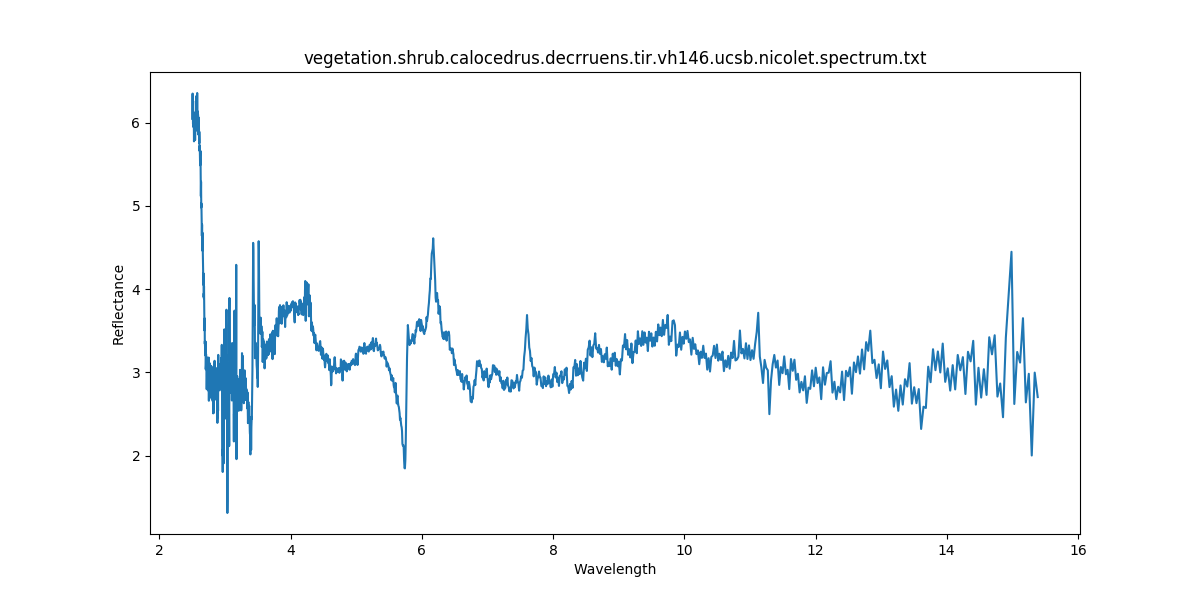 vegetation.shrub.calocedrus.decrruens.tir.vh146.ucsb.nicolet.spectrum.txt
6
5
4
3
2
Reflectance
2 4 6 8 10 12 14 16
Wavelength